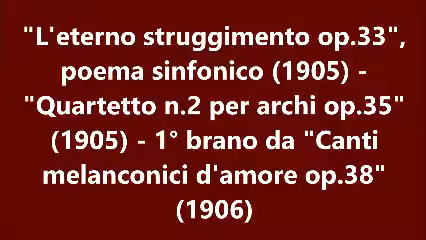 "L'eterno struggimento op.33",
poema sinfonico (1905) -
"Quartetto n.2 per archi op.35"
(1905) - 1° brano da "Canti
melanconici d'amore op.38"
(1906)